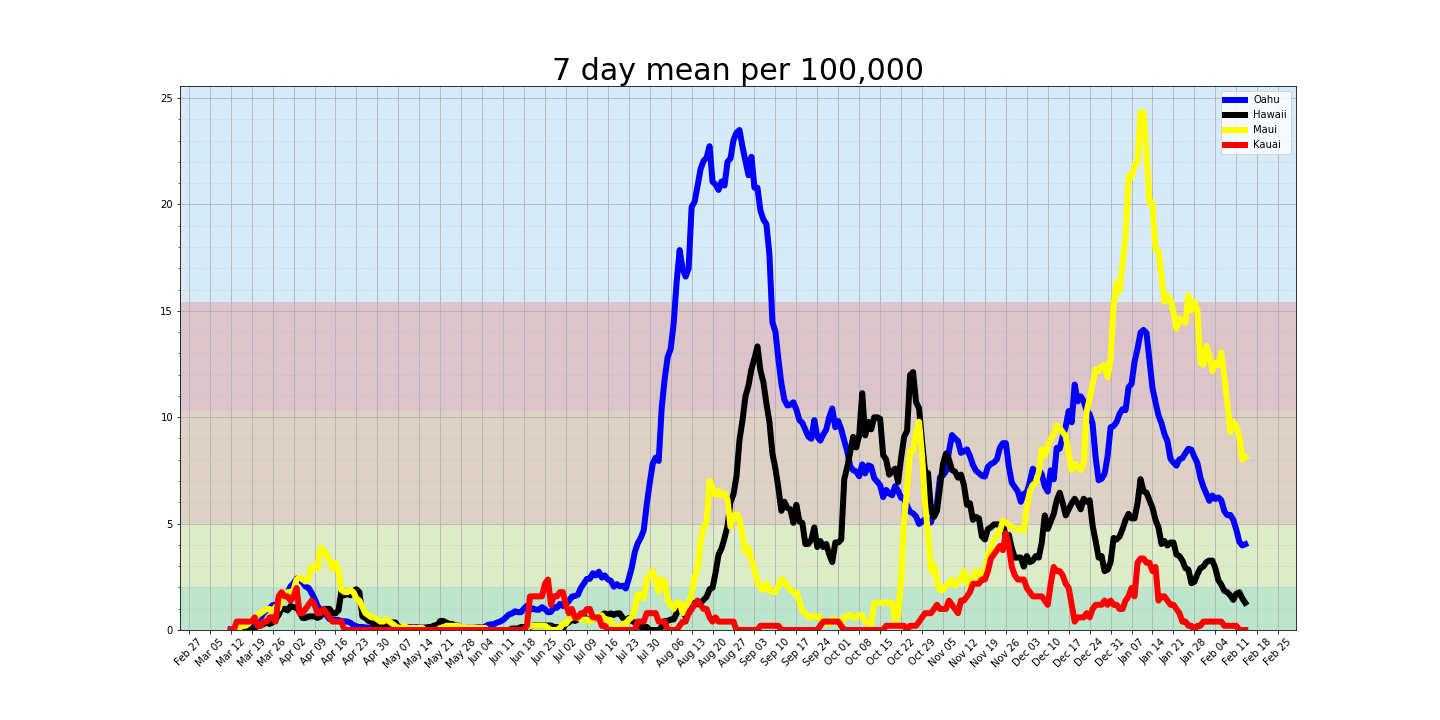 7 day mean per 100,000
25
20
15
10
5
0
Oahu
Hawaii
Maui
Kauai
Feb 27
Mar 05
Mar 12
Mar 19
Mar 26
Apr 02
Apr 09
Apr 16
Apr 23
Apr 30
May 07
May 14
May 21
May 28
Jun 04
Jun 11
Jun 18
Jun 25
Jul 02
Jul 09
Jul 16
Jul 23
Jul 30
Aug 06
Aug 13
Aug 20
Aug 27
Sep 03
Sep 10
Sep 17
Sep 24
Oct 01
Oct 08
Oct 15
Oct 22
Oct 29
Nov 05
Nov 12
Nov 19
Nov 26
Dec 03
Dec 10
Dec 17
Dec 24
Dec 31
Jan 07
Jan 14
Jan 21
Jan 28
Feb 04
Feb 11
Feb 18
Feb 25